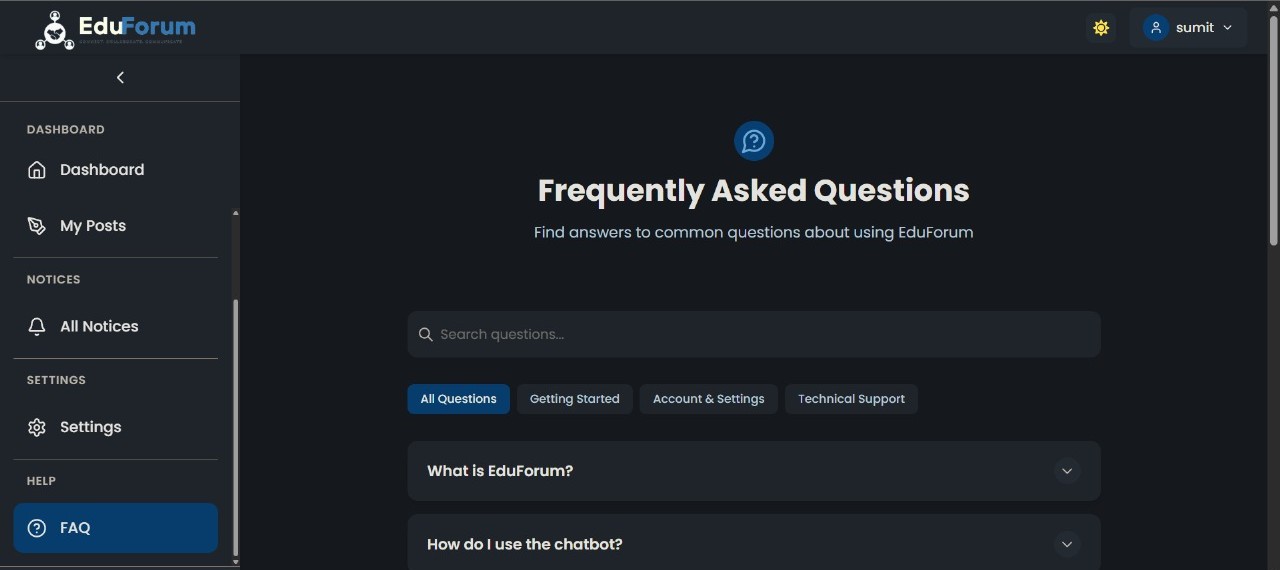 EduForum
sumit
DASHBOARD
Dashboard
My Posts
NOTICES
All Notices
SETTINGS
Settings
HELP
FAQ
Frequently Asked Questions
Find answers to common questions about using EduForum
Search questions...
All Questions
Getting Started
Account & Settings
Technical Support
What is EduForum?
How do I use the chatbot?